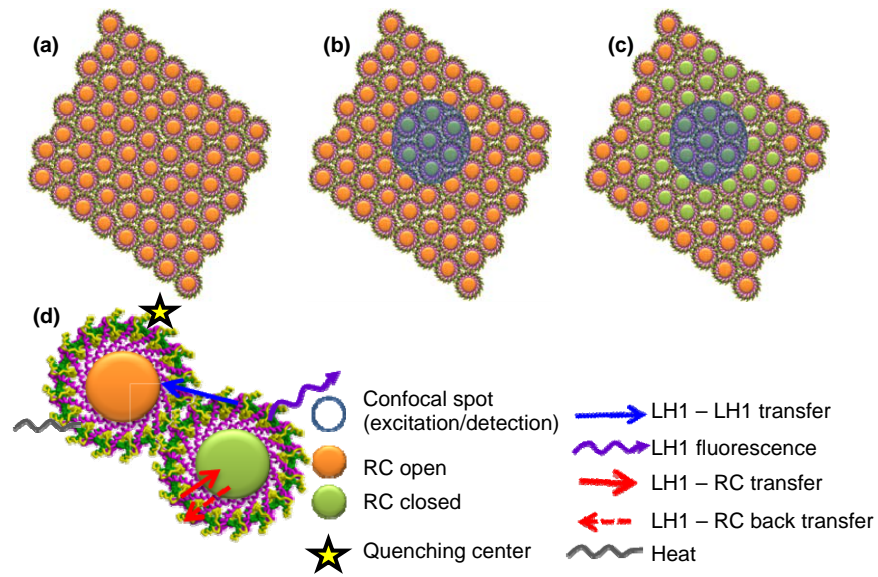 (a)
(b)
(c)
(d)
Confocal spot
(excitation/detection)
RC open
RC closed
Quenching center
LH1 – LH1 transfer
LH1 fluorescence
LH1 – RC transfer
LH1 – RC back transfer
Heat